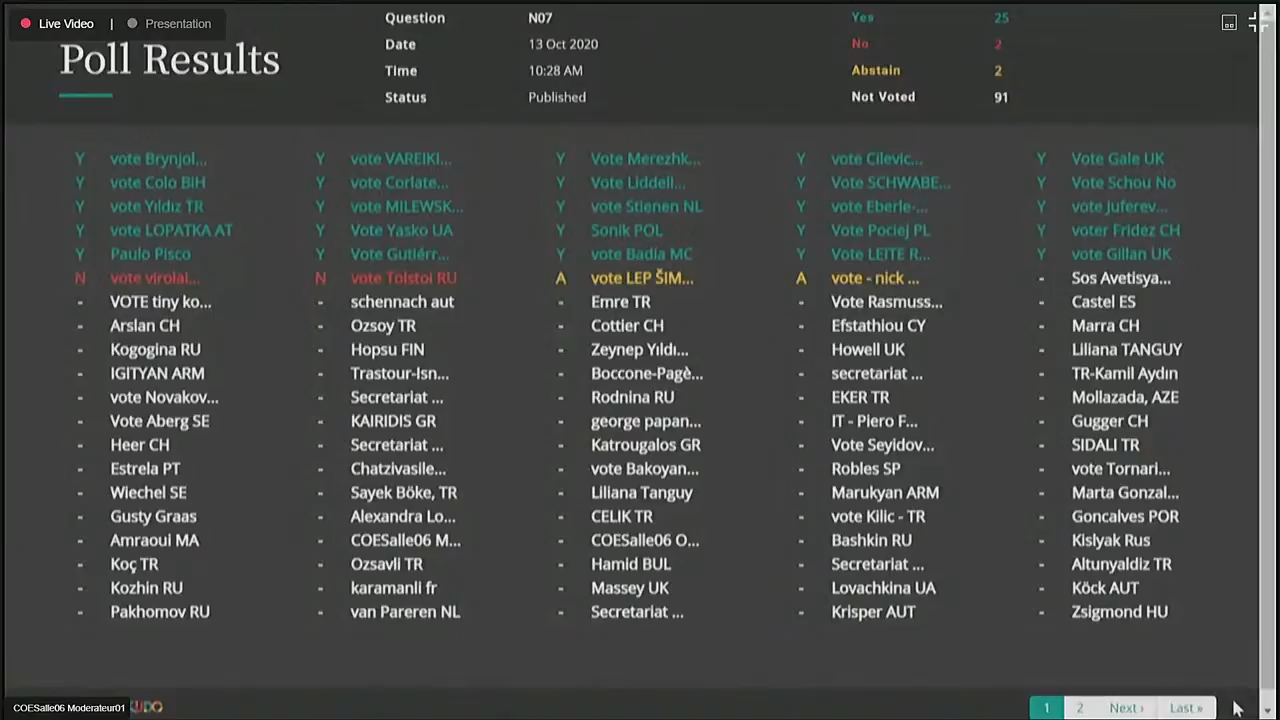 Live Video | Presentation
Poll Results
Question N07 Yes 25
Date 13 Oct 2020 No 2
Time 10:28 AM Abstain 2
Status Published Not Voted 91
Y vote Brynjol... Y vote VAREIKI... Y Vote Merezhk... Y vote Cilevic... Y Vote Gale UK
Y vote Colo BiH Y vote Corlate... Y Vote Liddell... Y Vote SCHWABE... Y Vote Schou No
Y vote Yıldız TR Y vote MILEWSK... Y vote Stienen NL Y vote Eberle-... Y vote Juferev...
Y vote LOPATKA AT Y Vote Yasko UA Y Sonik POL Y Vote Pociej PL Y voter Fridez CH
Y Paulo Pisco Y Vote Gutiérr... Y vote Badia MC Y Vote LEITE R... Y vote Gillan UK
N vote virolai... N vote Tolstoi RU A vote LEP ŠIM... A vote - nick ... - Sos Avetisya...
- VOTE tiny ko... - schennach aut - Emre TR - Vote Rasmuss... - Castel ES
- Arslan CH - Ozsoy TR - Cottier CH - Efstathiou CY - Marra CH
- Kogogina RU - Hopsu FIN - Zeynep Yıldı... - Howell UK - Liliana TANGUY
- IGITYAN ARM - Trastour-Isn... - Boccone-Pagè... - secretariat ... - TR-Kamil Aydın
- vote Novakov... - Secretariat ... - Rodnina RU - EKER TR - Mollazada, AZE
- Vote Aberg SE - KAIRIDIS GR - george papan... - IT - Piero F... - Gugger CH
- Heer CH - Secretariat ... - Katrougalos GR - Vote Seyidov... - SIDALI TR
- Estrela PT - Chatzivasile... - vote Bakoyan... - Robles SP - vote Tornari...
- Wiechel SE - Sayek Böke, TR - Liliana Tanguy - Marukyan ARM - Marta Gonzal...
- Gusty Graas - Alexandra Lo... - CELIK TR - vote Kilic - TR - Goncalves POR
- Amraoui MA - COESalle06 M... - COESalle06 O... - Bashkin RU - Kislyak Rus
- Koç TR - Ozsavli TR - Hamid BUL - Secretariat ... - Altunyaldiz TR
- Kozhin RU - karamanli fr - Massey UK - Lovachkina UA - Köck AUT
- Pakhomov RU - van Pareren NL - Secretariat ... - Krisper AUT - Zsigmond HU
COESalle06 Moderateur01 1 2 Next › Last »